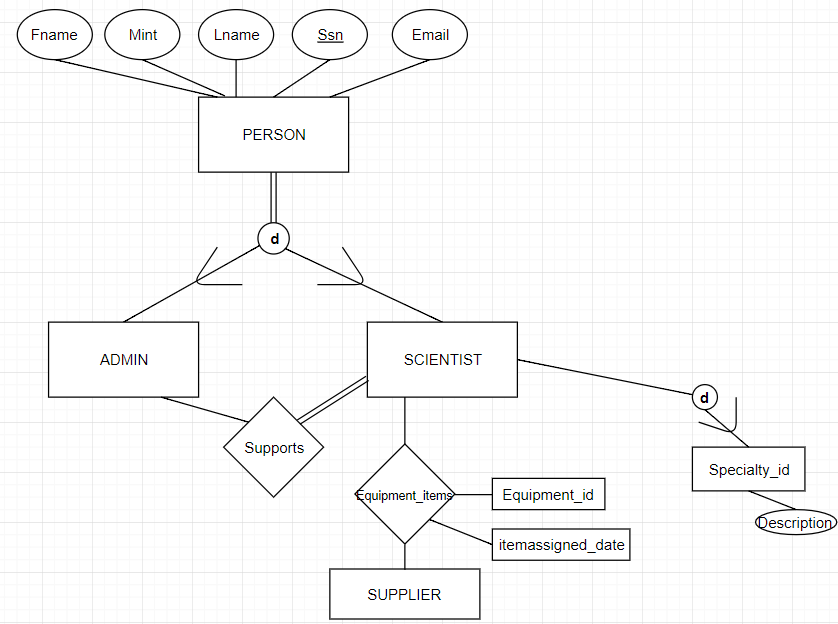 Fname
Mint
Lname
Ssn
Email
PERSON
d
ADMIN
SCIENTIST
d
Supports
Specialty_id
Equipment_items
Equipment_id
Description
itemassigned_date
SUPPLIER